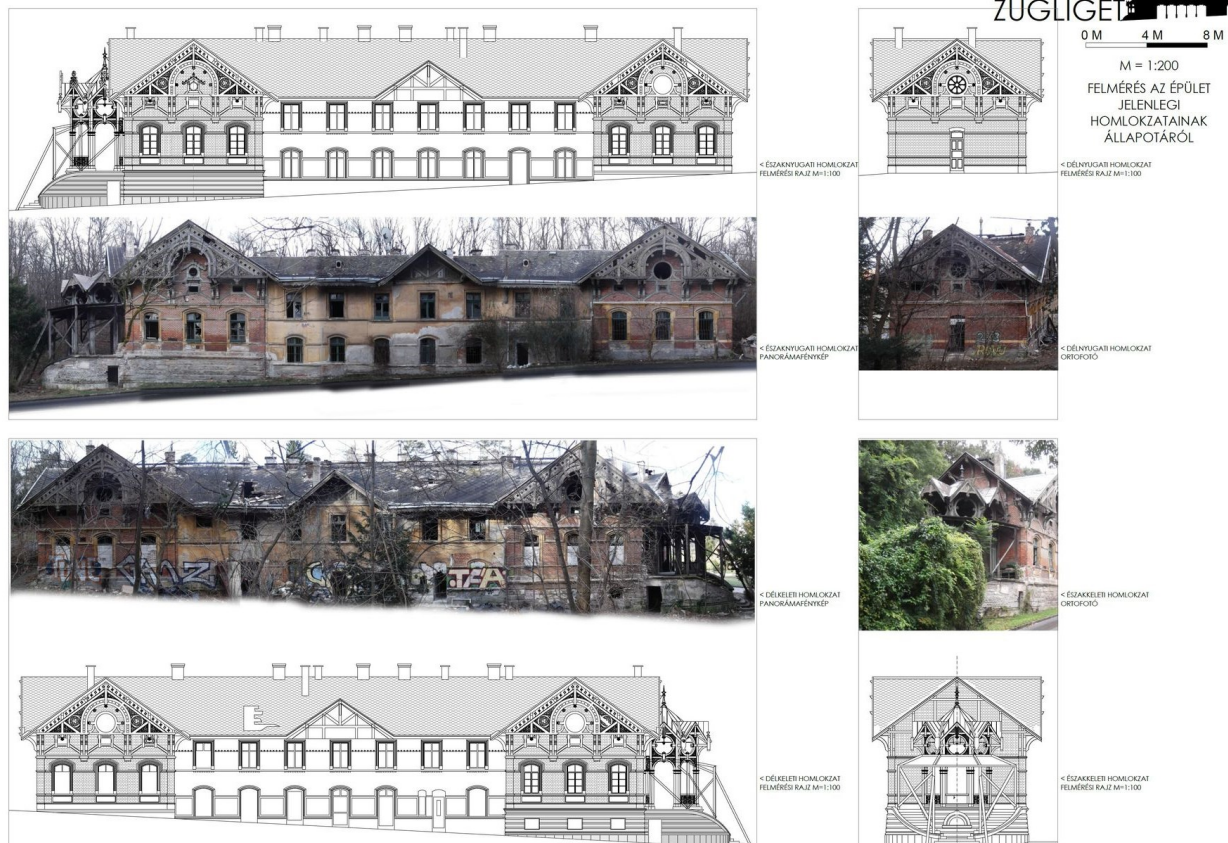 ZUGLIGET
0 M 4 M 8 M
M = 1:200
FELMÉRÉS AZ ÉPÜLET
JELENLEGI
HOMLOKZATAINAK
ÁLLAPOTÁRÓL
< ÉSZAKNYUGATI HOMLOKZAT
FELMÉRÉSI RAJZ M=1:100
< DÉLNYUGATI HOMLOKZAT
FELMÉRÉSI RAJZ M=1:100
< ÉSZAKNYUGATI HOMLOKZAT
PANORÁMAFÉNYKÉP
< DÉLNYUGATI HOMLOKZAT
ORTOFOTÓ
< DÉLKELETI HOMLOKZAT
PANORÁMAFÉNYKÉP
< ÉSZAKKELETI HOMLOKZAT
ORTOFOTÓ
< DÉLKELETI HOMLOKZAT
FELMÉRÉSI RAJZ M=1:100
< ÉSZAKKELETI HOMLOKZAT
FELMÉRÉSI RAJZ M=1:100